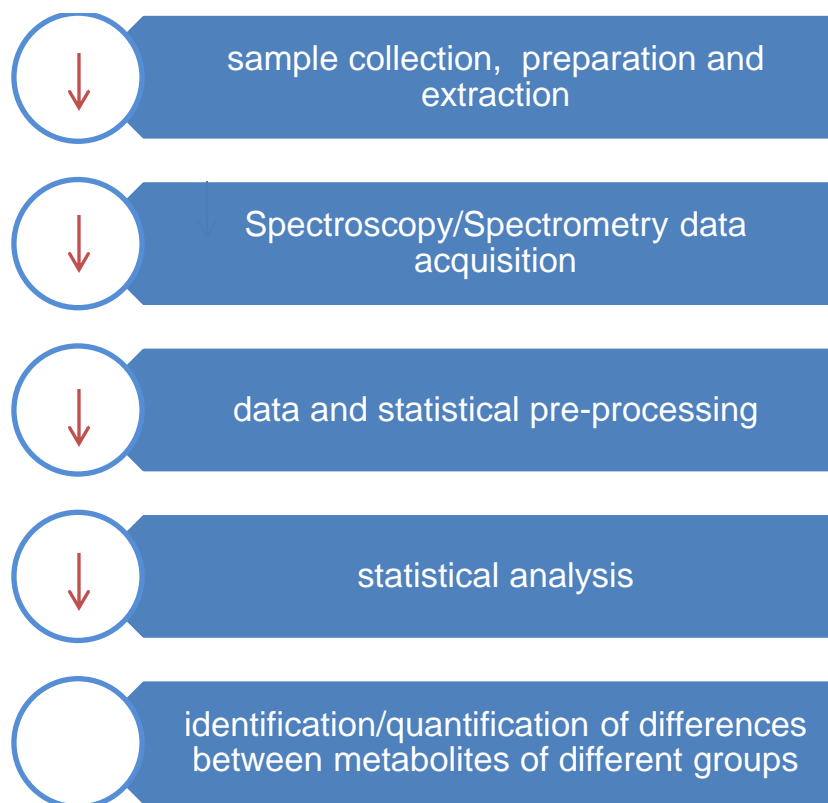 sample collection,  preparation and
extraction
Spectroscopy/Spectrometry data
acquisition
data and statistical pre-processing
statistical analysis
identification/quantification of differences
between metabolites of different groups